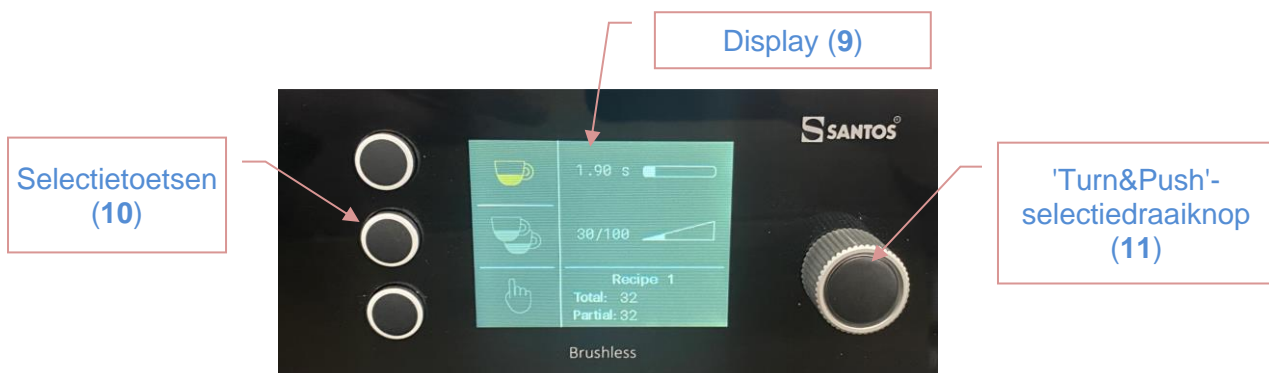 Display (9)
Selectietoetsen
(10)
SANTOS
1.90 s
30/100
Recipe 1
Total: 32
Partial: 32
Brushless
'Turn&Push'-
selectiedraaiknop
(11)